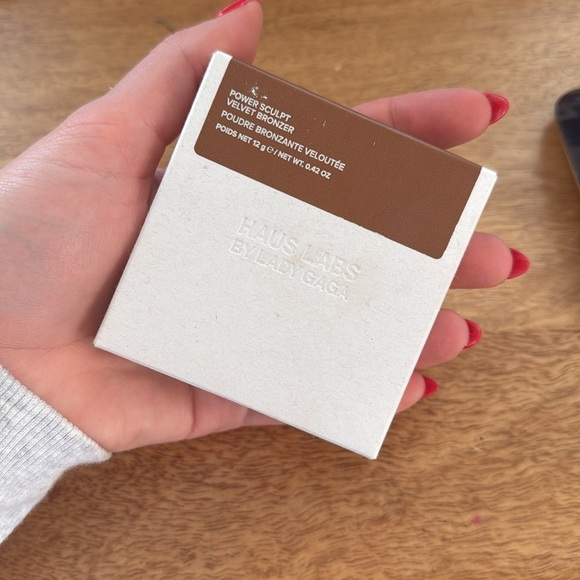 POWER SCULPT
VELVET BRONZER
POUDRE BRONZANTE VELOUTÉE
POIDS NET 12 g ℮ / NET WT. 0.42 OZ
HAUS LABS
BY LADY GAGA